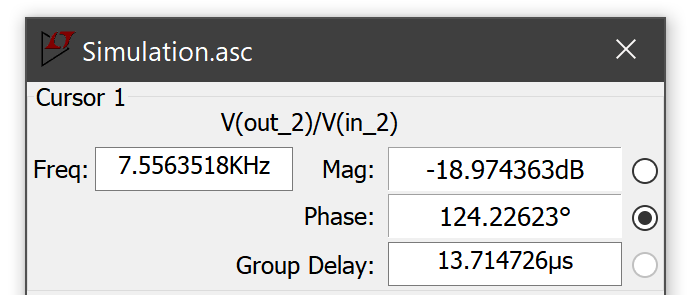 LT
Simulation.asc
Cursor 1
V(out_2)/V(in_2)
Freq: 7.5563518KHz Mag: -18.974363dB
Phase: 124.22623°
Group Delay: 13.714726µs